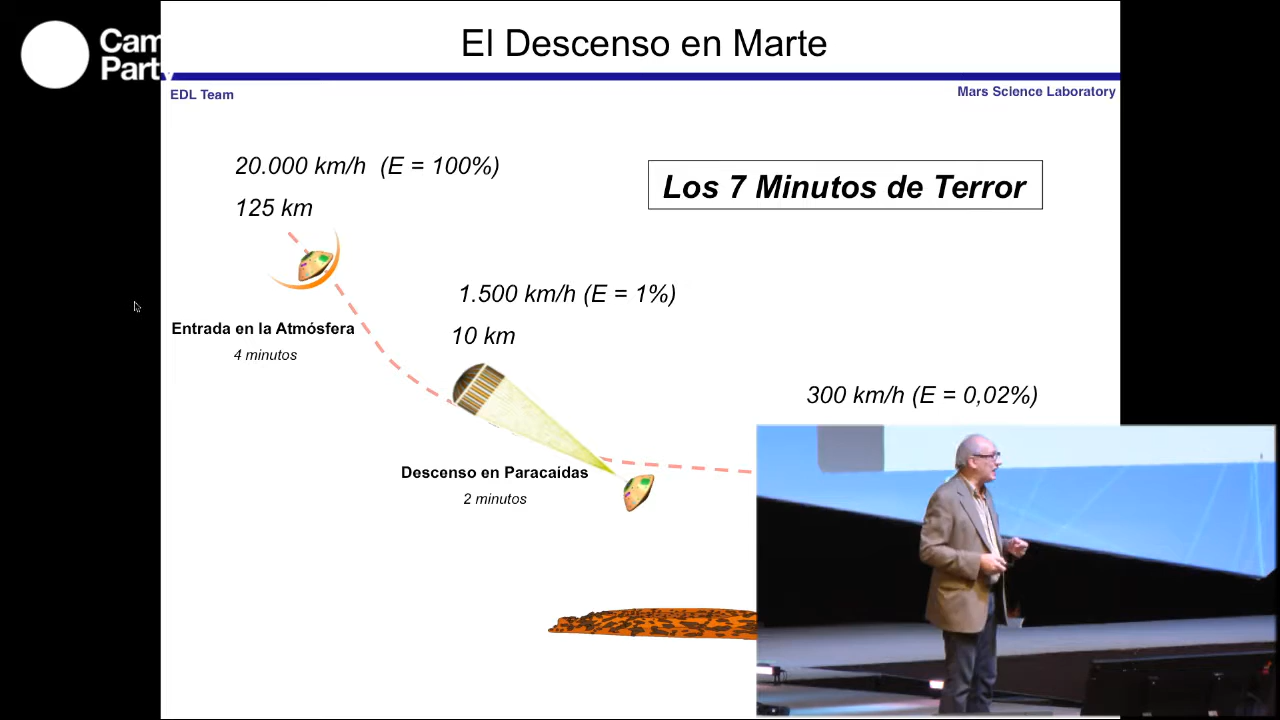 Cam
Party
El Descenso en Marte
EDL Team
Mars Science Laboratory
20.000 km/h (E = 100%)
125 km
Los 7 Minutos de Terror
1.500 km/h (E = 1%)
10 km
Entrada en la Atmósfera
4 minutos
300 km/h (E = 0,02%)
Descenso en Paracaidas
2 minutos